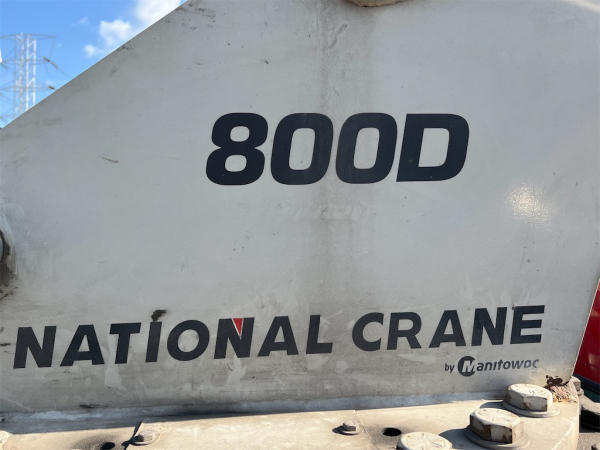 800D
NATIONAL CRANE
by Manitowoc